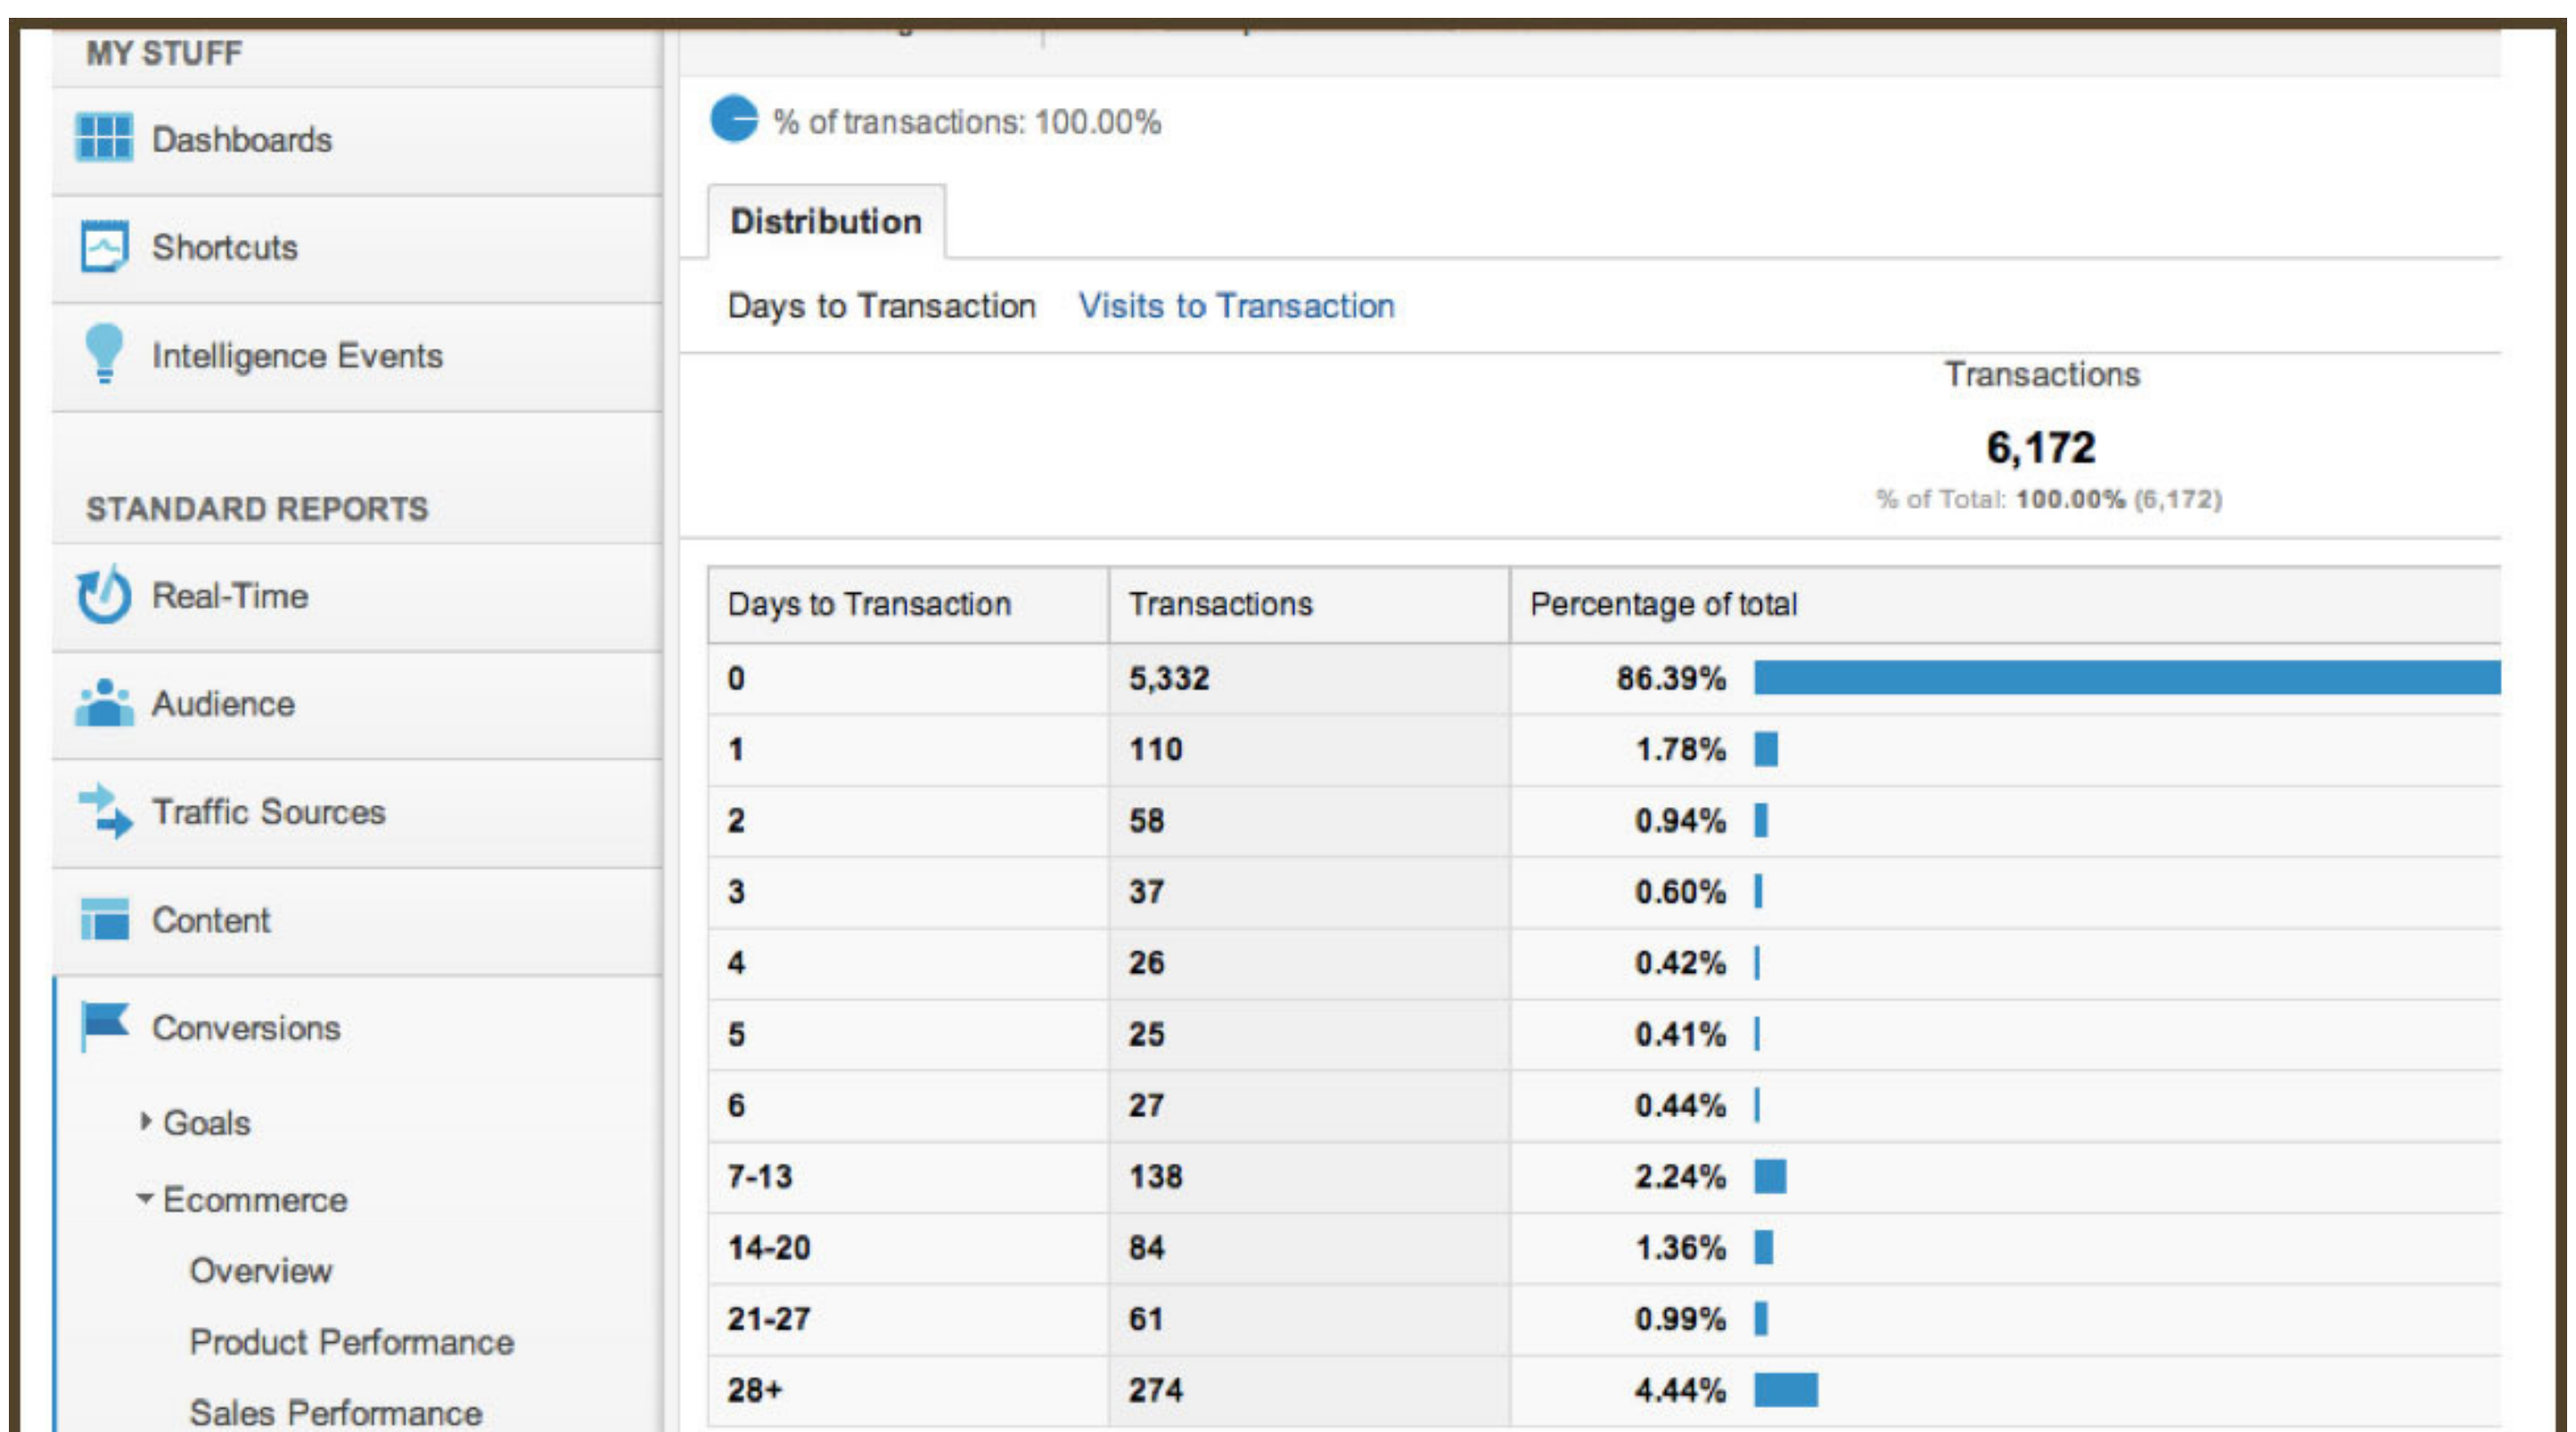 MY STUFF
Dashboards
Shortcuts
Intelligence Events
STANDARD REPORTS
Real-Time
Audience
Traffic Sources
Content
Conversions
Goals
Ecommerce
Overview
Product Performance
Sales Performance
% of transactions: 100.00%
Distribution
Days to Transaction Visits to Transaction
Transactions
6,172
% of Total: 100.00% (6,172)
Days to Transaction Transactions Percentage of total
0 5,332 86.39%
1 110 1.78%
2 58 0.94%
3 37 0.60%
4 26 0.42%
5 25 0.41%
6 27 0.44%
7-13 138 2.24%
14-20 84 1.36%
21-27 61 0.99%
28+ 274 4.44%